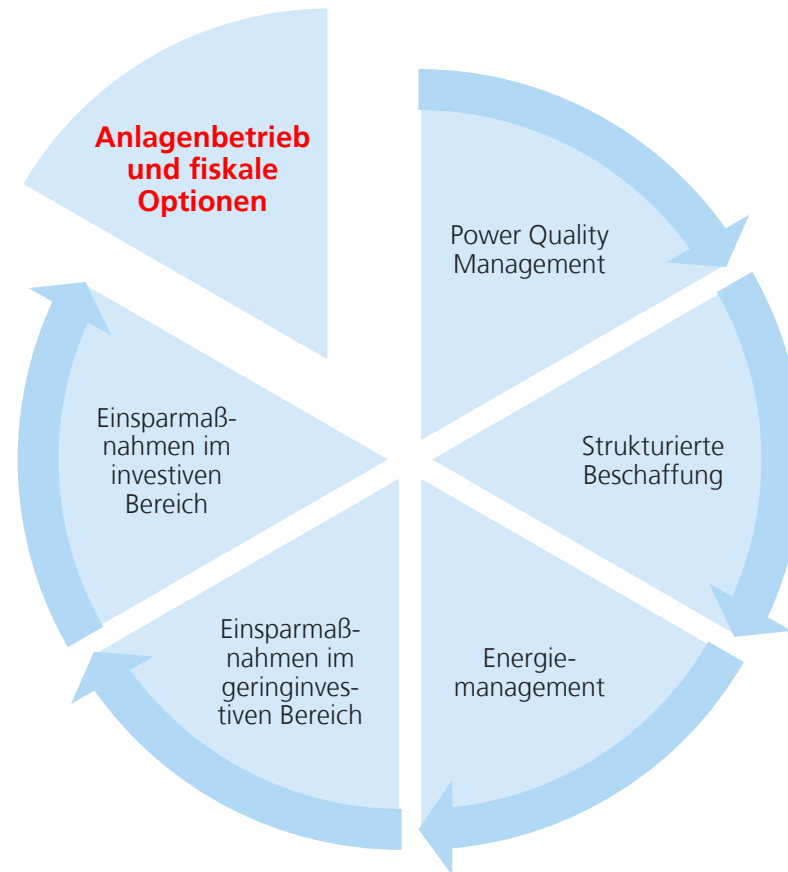 Anlagenbetrieb
und fiskale
Optionen
Power Quality
Management
Strukturierte
Beschaffung
Energie-
management
Einsparmaß-
nahmen im
geringinves-
tiven Bereich
Einsparmaß-
nahmen im
investiven
Bereich